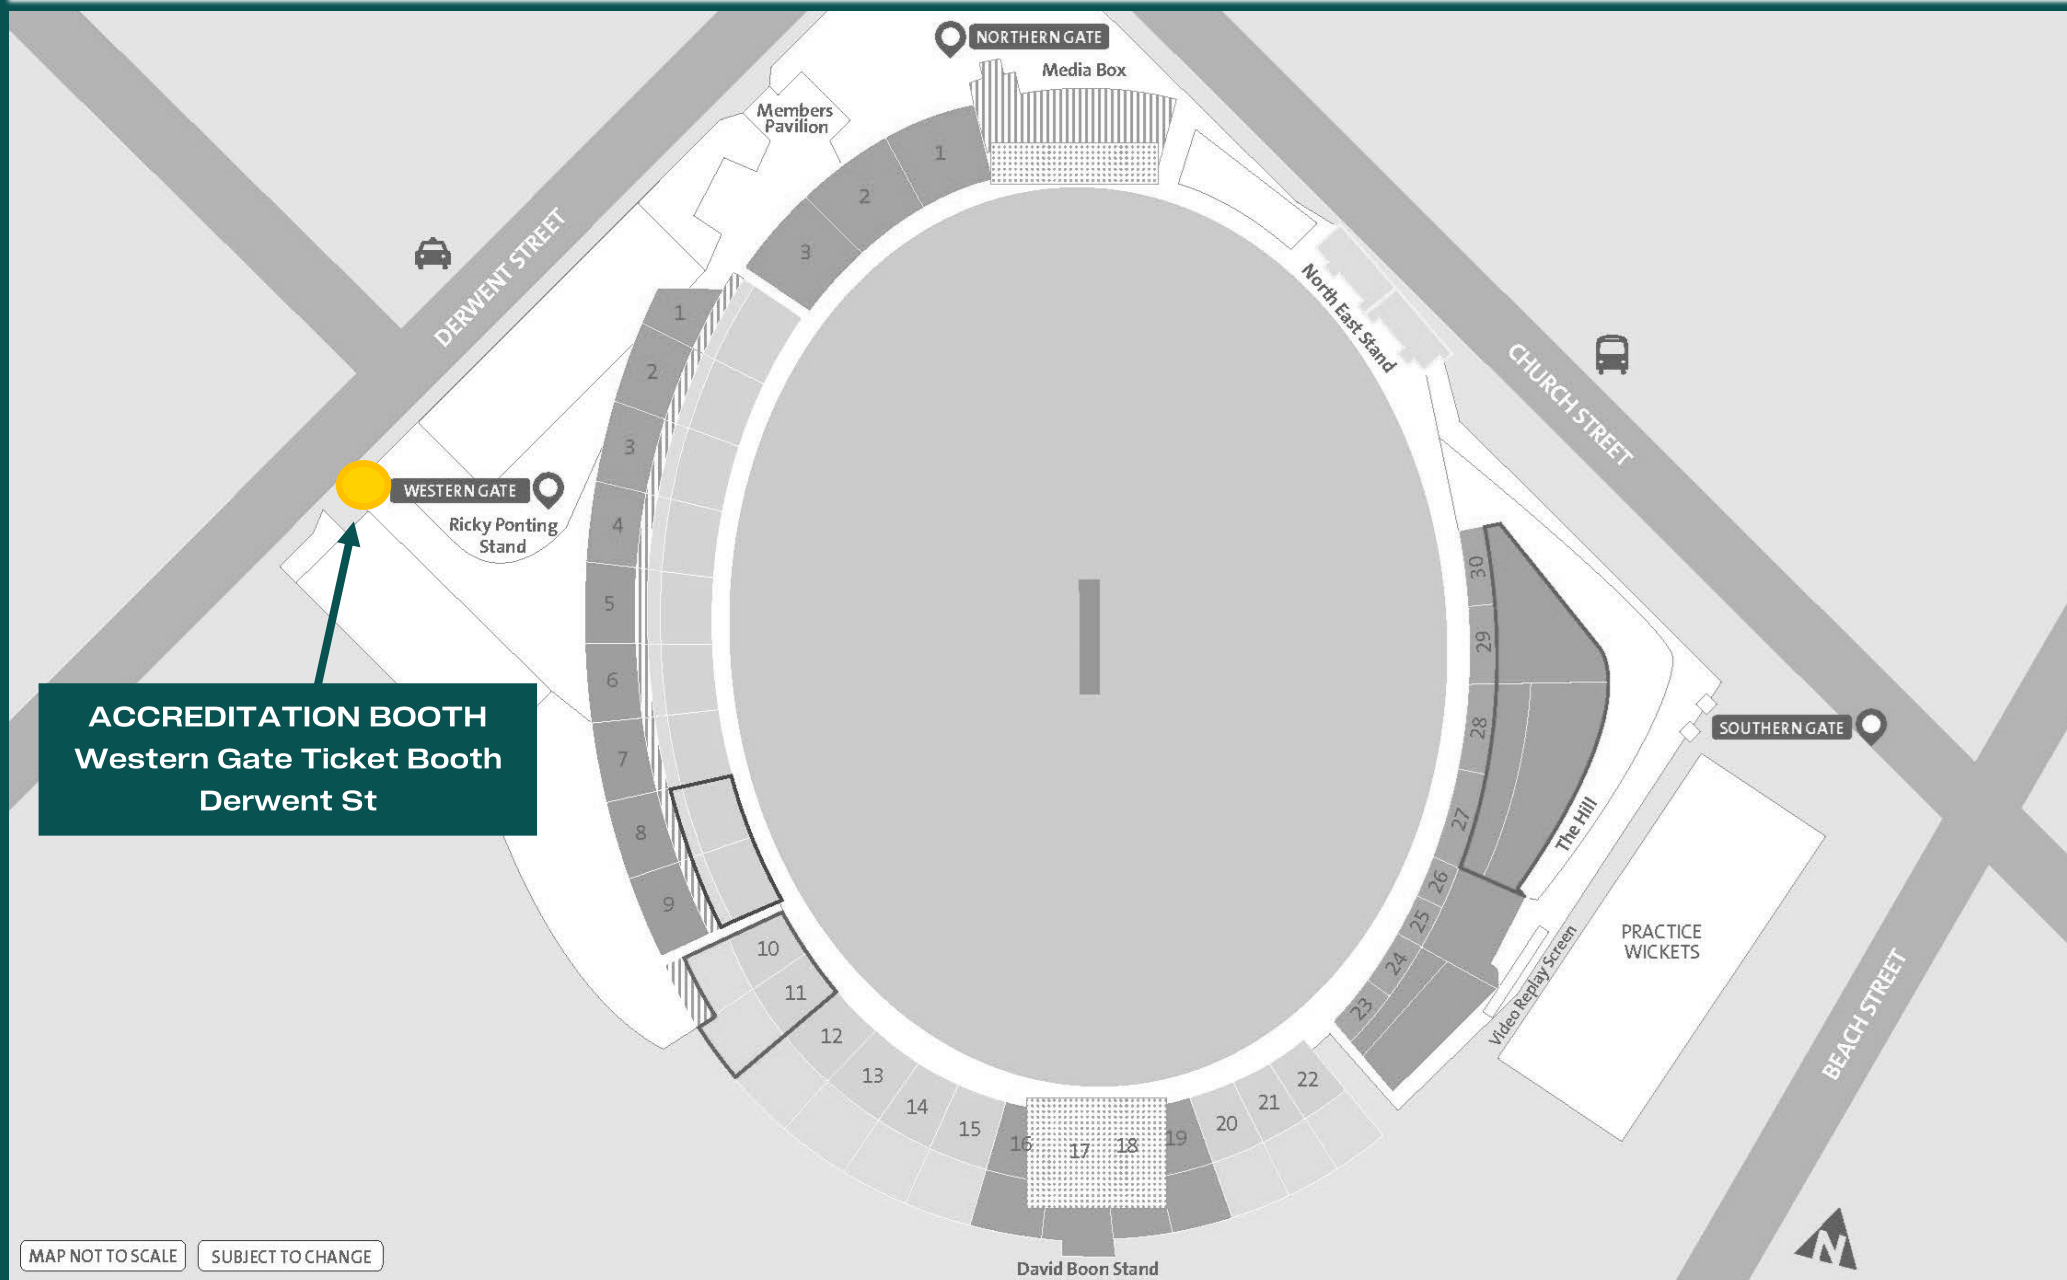 NORTHERN GATE
Media Box
Members
Pavilion
1
2
3
DERWENT STREET
North East Stand
CHURCH STREET
1
2
3
4
5
6
7
8
9
WESTERN GATE
Ricky Ponting
Stand
ACCREDITATION BOOTH
Western Gate Ticket Booth
Derwent St
30
29
28
27
26
25
24
23
The Hill
SOUTHERN GATE
PRACTICE
WICKETS
Video Replay Screen
BEACH STREET
10
11
12
13
14
15
16
17
18
19
20
21
22
David Boon Stand
MAP NOT TO SCALE
SUBJECT TO CHANGE
N